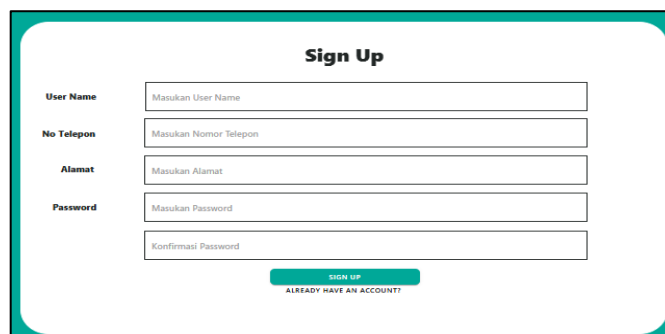 Sign Up
User Name Masukan User Name
No Telepon Masukan Nomor Telepon
Alamat Masukan Alamat
Password Masukan Password
Konfirmasi Password
SIGN UP
ALREADY HAVE AN ACCOUNT?